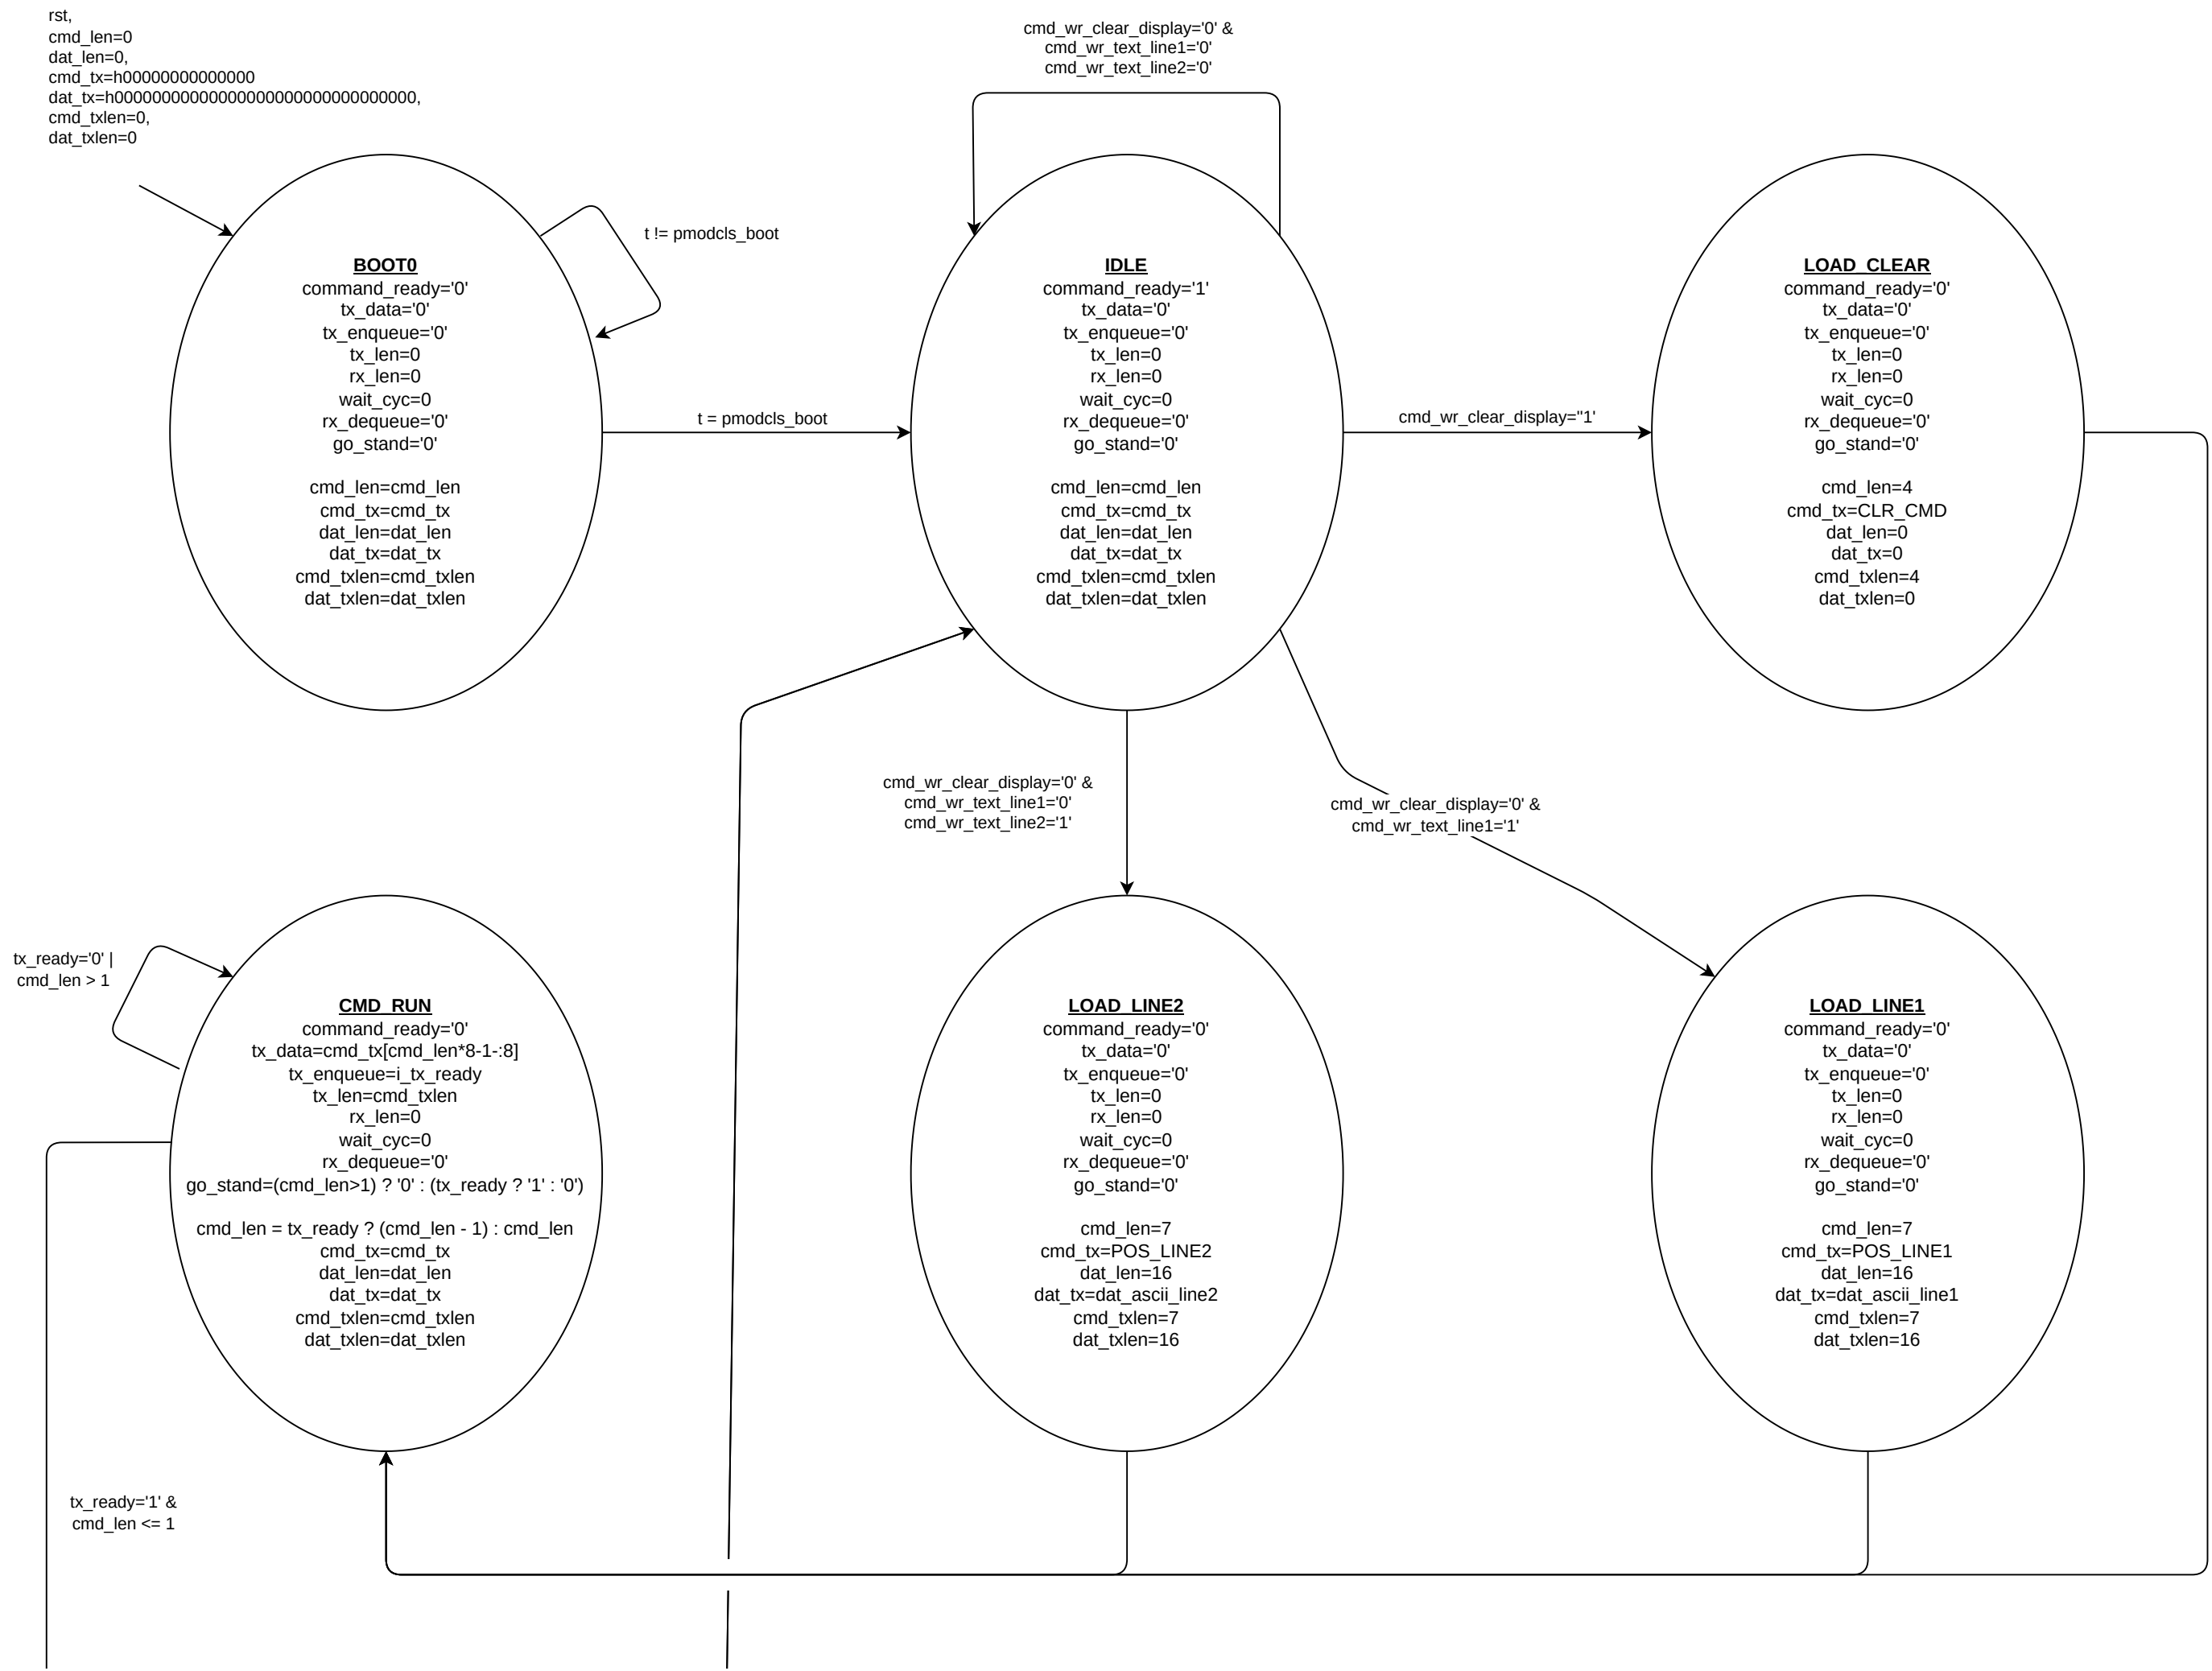 rst,
cmd_len=0
dat_len=0,
cmd_tx=h00000000000000
dat_tx=h00000000000000000000000000000000,
cmd_txlen=0,
dat_txlen=0
cmd_wr_clear_display='0' &
cmd_wr_text_line1='0'
cmd_wr_text_line2='0'
t != pmodcls_boot
BOOT0
command_ready='0'
tx_data='0'
tx_enqueue='0'
tx_len=0
rx_len=0
wait_cyc=0
rx_dequeue='0'
go_stand='0'
cmd_len=cmd_len
cmd_tx=cmd_tx
dat_len=dat_len
dat_tx=dat_tx
cmd_txlen=cmd_txlen
dat_txlen=dat_txlen
t = pmodcls_boot
IDLE
command_ready='1'
tx_data='0'
tx_enqueue='0'
tx_len=0
rx_len=0
wait_cyc=0
rx_dequeue='0'
go_stand='0'
cmd_len=cmd_len
cmd_tx=cmd_tx
dat_len=dat_len
dat_tx=dat_tx
cmd_txlen=cmd_txlen
dat_txlen=dat_txlen
cmd_wr_clear_display=''1'
LOAD_CLEAR
command_ready='0'
tx_data='0'
tx_enqueue='0'
tx_len=0
rx_len=0
wait_cyc=0
rx_dequeue='0'
go_stand='0'
cmd_len=4
cmd_tx=CLR_CMD
dat_len=0
dat_tx=0
cmd_txlen=4
dat_txlen=0
cmd_wr_clear_display='0' &
cmd_wr_text_line1='0'
cmd_wr_text_line2='1'
cmd_wr_clear_display='0' &
cmd_wr_text_line1='1'
tx_ready='0' |
cmd_len > 1
CMD_RUN
command_ready='0'
tx_data=cmd_tx[cmd_len*8-1-:8]
tx_enqueue=i_tx_ready
tx_len=cmd_txlen
rx_len=0
wait_cyc=0
rx_dequeue='0'
go_stand=(cmd_len>1) ? '0' : (tx_ready ? '1' : '0')
cmd_len = tx_ready ? (cmd_len - 1) : cmd_len
cmd_tx=cmd_tx
dat_len=dat_len
dat_tx=dat_tx
cmd_txlen=cmd_txlen
dat_txlen=dat_txlen
LOAD_LINE2
command_ready='0'
tx_data='0'
tx_enqueue='0'
tx_len=0
rx_len=0
wait_cyc=0
rx_dequeue='0'
go_stand='0'
cmd_len=7
cmd_tx=POS_LINE2
dat_len=16
dat_tx=dat_ascii_line2
cmd_txlen=7
dat_txlen=16
LOAD_LINE1
command_ready='0'
tx_data='0'
tx_enqueue='0'
tx_len=0
rx_len=0
wait_cyc=0
rx_dequeue='0'
go_stand='0'
cmd_len=7
cmd_tx=POS_LINE1
dat_len=16
dat_tx=dat_ascii_line1
cmd_txlen=7
dat_txlen=16
tx_ready='1' &
cmd_len <= 1